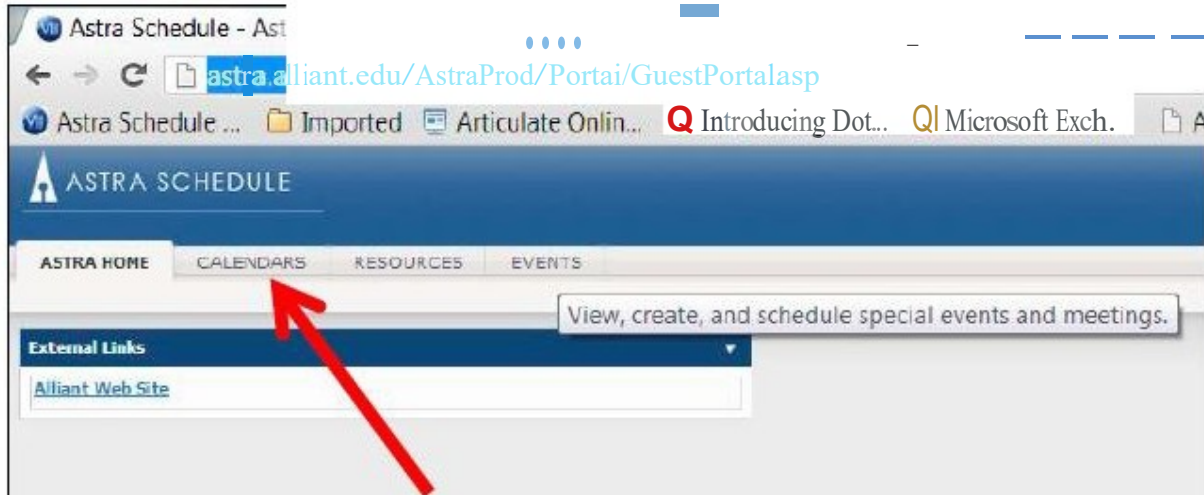 Astra Schedule - Ast
astra.alliant.edu/AstraProd/Portai/GuestPortalasp
Astra Schedule ... Imported Articulate Onlin... Q Introducing Dot... Q| Microsoft Exch. A
ASTRA SCHEDULE
ASTRA HOME CALENDARS RESOURCES EVENTS
View, create, and schedule special events and meetings.
External Links
Alliant Web Site